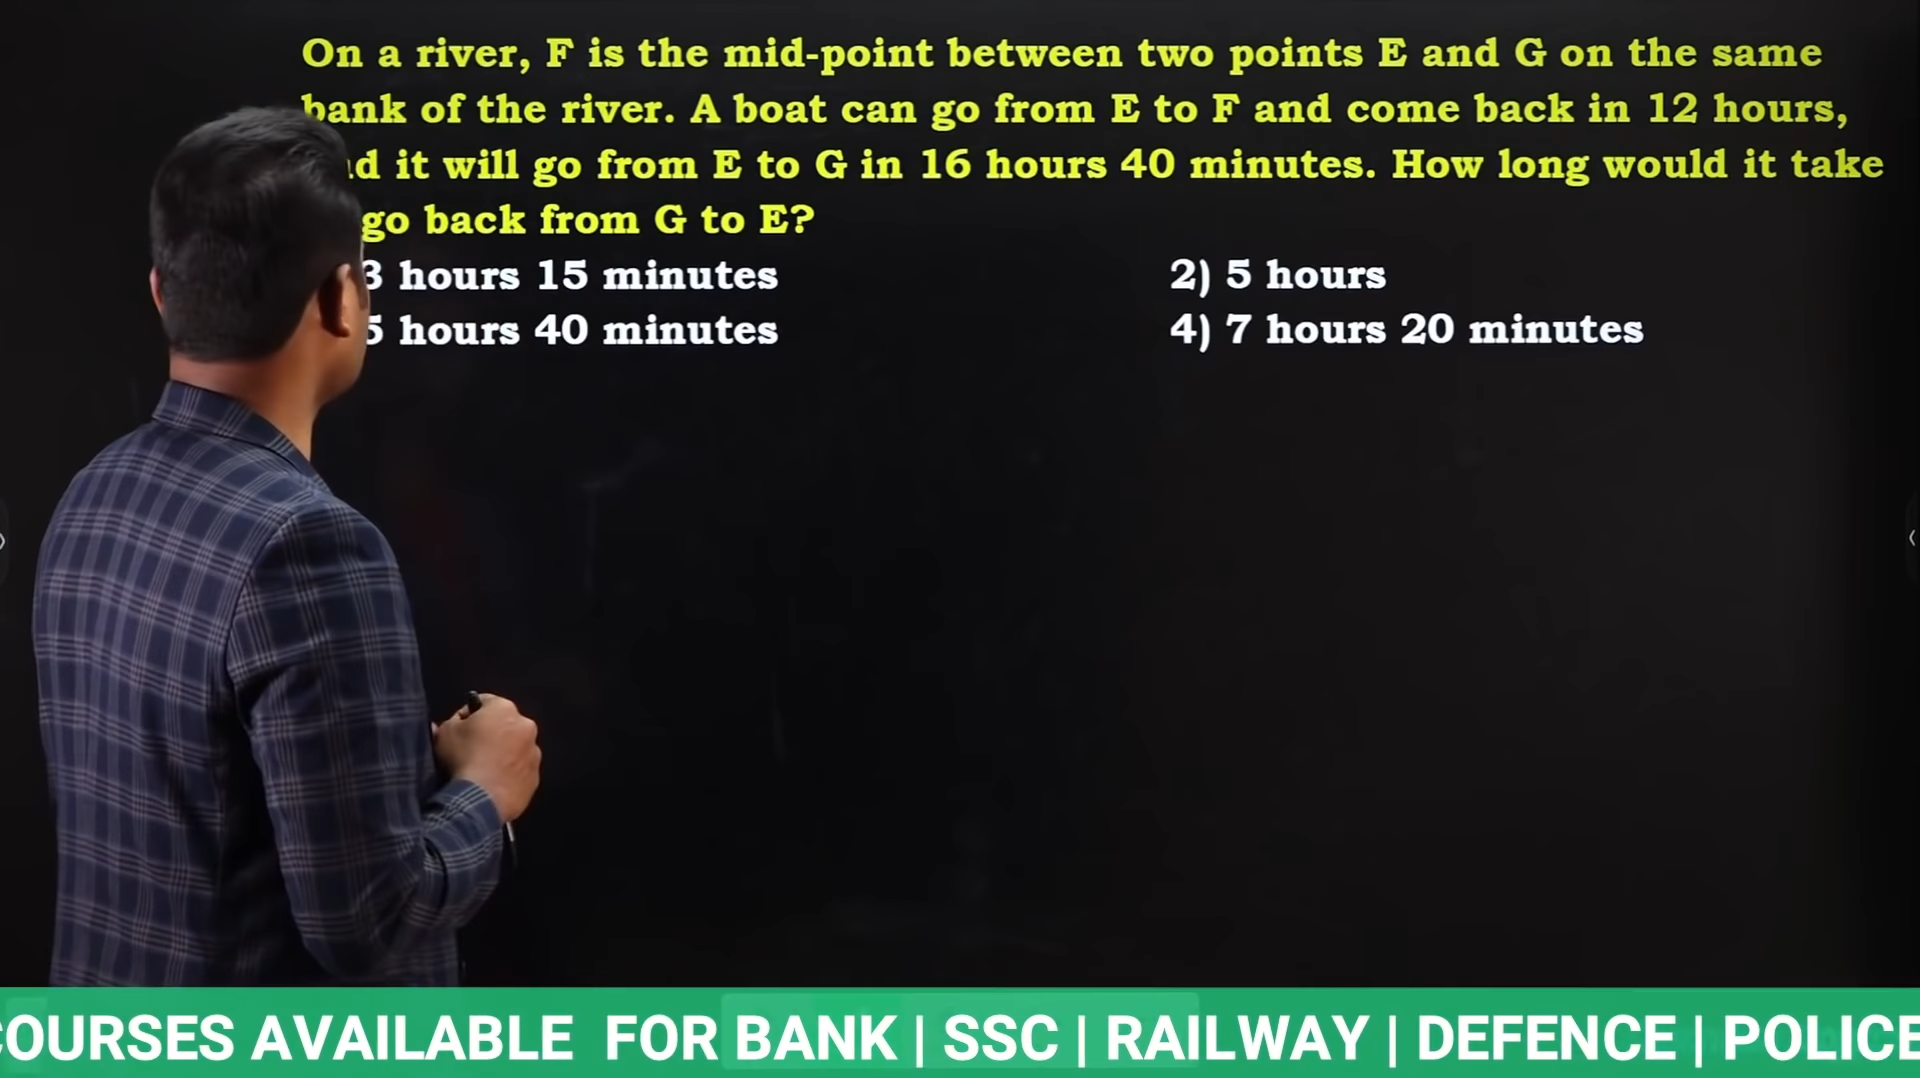 On a river, F is the mid-point between two points E and G on the same
bank of the river. A boat can go from E to F and come back in 12 hours,
it will go from E to G in 16 hours 40 minutes. How long would it take
go back from G to E?
3 hours 15 minutes 2) 5 hours
5 hours 40 minutes 4) 7 hours 20 minutes
COURSES AVAILABLE FOR BANK | SSC | RAILWAY | DEFENCE | POLICE